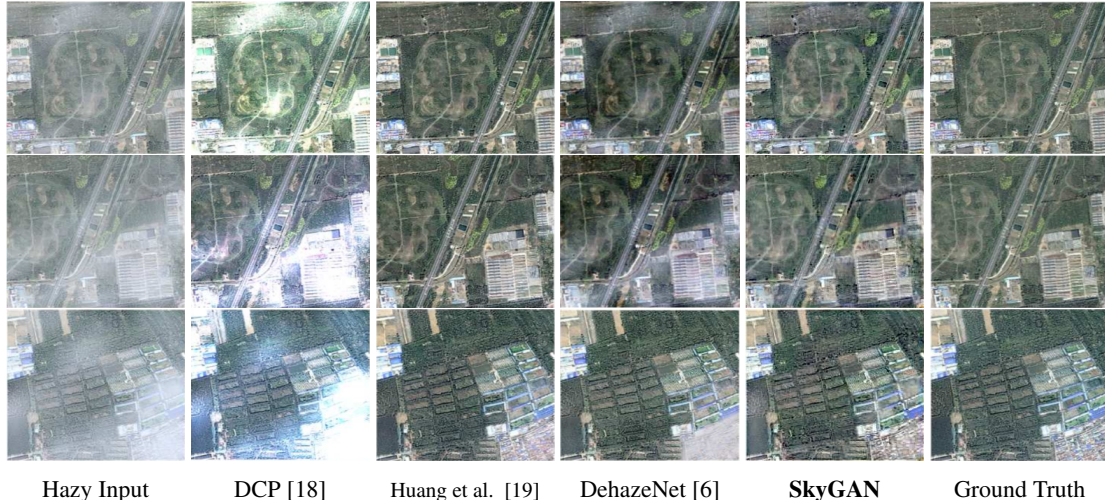 Hazy Input DCP [18] Huang et al. [19] DehazeNet [6] SkyGAN Ground Truth